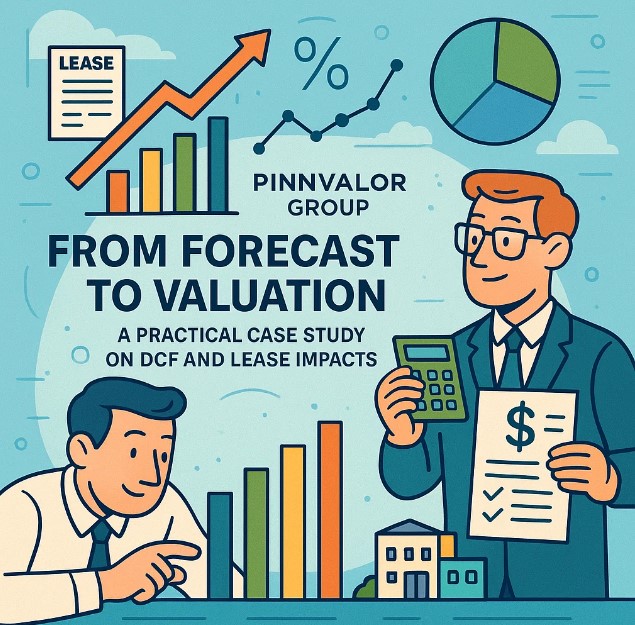 LEASE
%
PINNVALOR
GROUP
FROM FORECAST
TO VALUATION
A PRACTICAL CASE STUDY
ON DCF AND LEASE IMPACTS
$